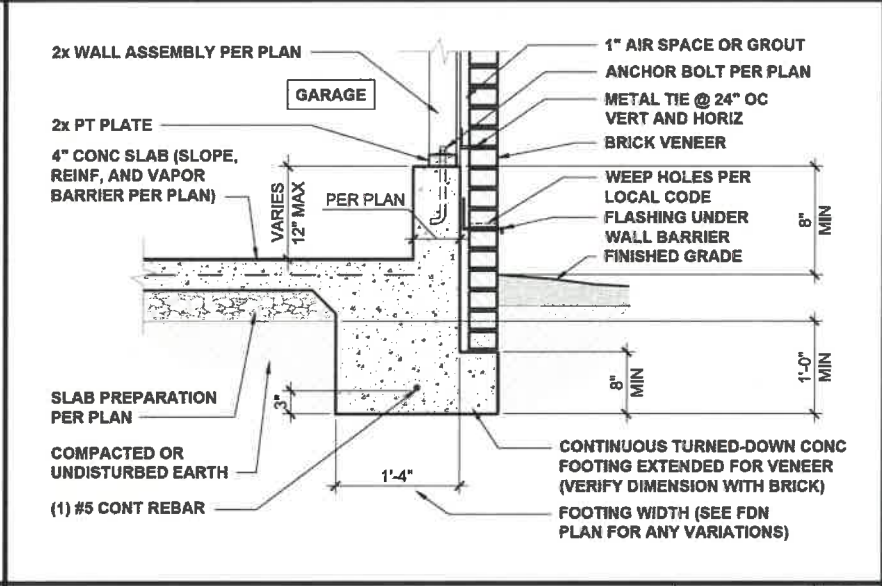 2x WALL ASSEMBLY PER PLAN
GARAGE
2x PT PLATE
4" CONC SLAB (SLOPE,
REINF, AND VAPOR
BARRIER PER PLAN)
VARIES
12" MAX
PER PLAN
1" AIR SPACE OR GROUT
ANCHOR BOLT PER PLAN
METAL TIE @ 24" OC
VERT AND HORIZ
BRICK VENEER
WEEP HOLES PER
LOCAL CODE
FLASHING UNDER
WALL BARRIER
FINISHED GRADE
8"
MIN
SLAB PREPARATION
PER PLAN
COMPACTED OR
UNDISTURBED EARTH
(1) #5 CONT REBAR
3"
1'-4"
8"
MIN
1'-0"
MIN
CONTINUOUS TURNED-DOWN CONC
FOOTING EXTENDED FOR VENEER
(VERIFY DIMENSION WITH BRICK)
FOOTING WIDTH (SEE FDN
PLAN FOR ANY VARIATIONS)